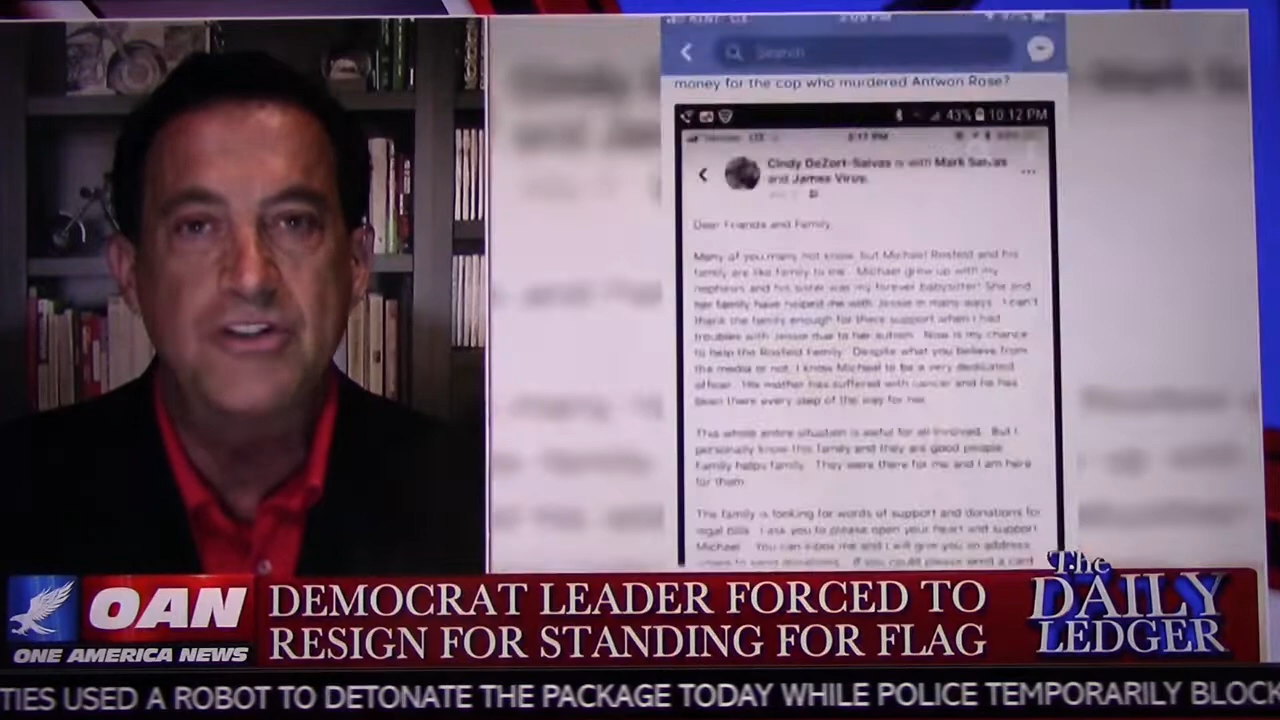 Search
money for the cop who murdered Antwon Rose?
43% 10:12 PM
Cindy DeZort-Salvas is with Mark Salvas
and James Virus.
Dear Friends and Family,
Many of you many not know, but Michael Rosfeld and his
family are like family to me. Michael grew up with my
nephews and his sister was my forever babysitter! She and
her family have helped me with Jessie in many ways. I can't
thank the family enough for there support when I had
troubles with Jessie due to her autism. Now is my chance
to help the Rosfeld Family. Despite what you believe from
the media or not, I know Michael to be a very dedicated
officer. His mother has suffered with cancer and he has
been there every step of the way for her.
This whole entire situation is awful for all involved. But I
personally know this family and they are good people.
Family helps family. They were there for me and I am here
for them.
The family is looking for words of support and donations for
legal bills. I ask you to please open your heart and support
Michael. You can inbox me and I will give you an address
where to send donations. If you could please send a card
OAN
ONE AMERICA NEWS
DEMOCRAT LEADER FORCED TO
RESIGN FOR STANDING FOR FLAG
The
DAILY
LEDGER
TIES USED A ROBOT TO DETONATE THE PACKAGE TODAY WHILE POLICE TEMPORARILY BLOCK